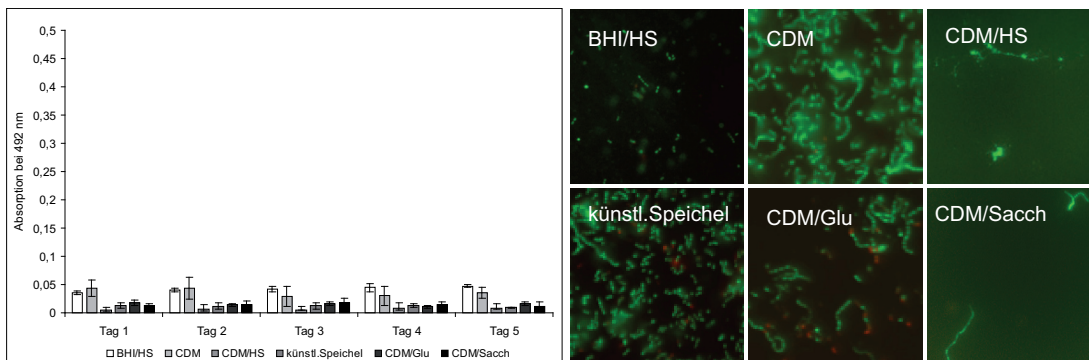 Absorption bei 492 nm
0,5
0,45
0,4
0,35
0,3
0,25
0,2
0,15
0,1
0,05
0
Tag 1 Tag 2 Tag 3 Tag 4 Tag 5
BHI/HS CDM CDM/HS künstl.Speichel CDM/Glu CDM/Sacch
BHI/HS CDM CDM/HS
künstl.Speichel CDM/Glu CDM/Sacch